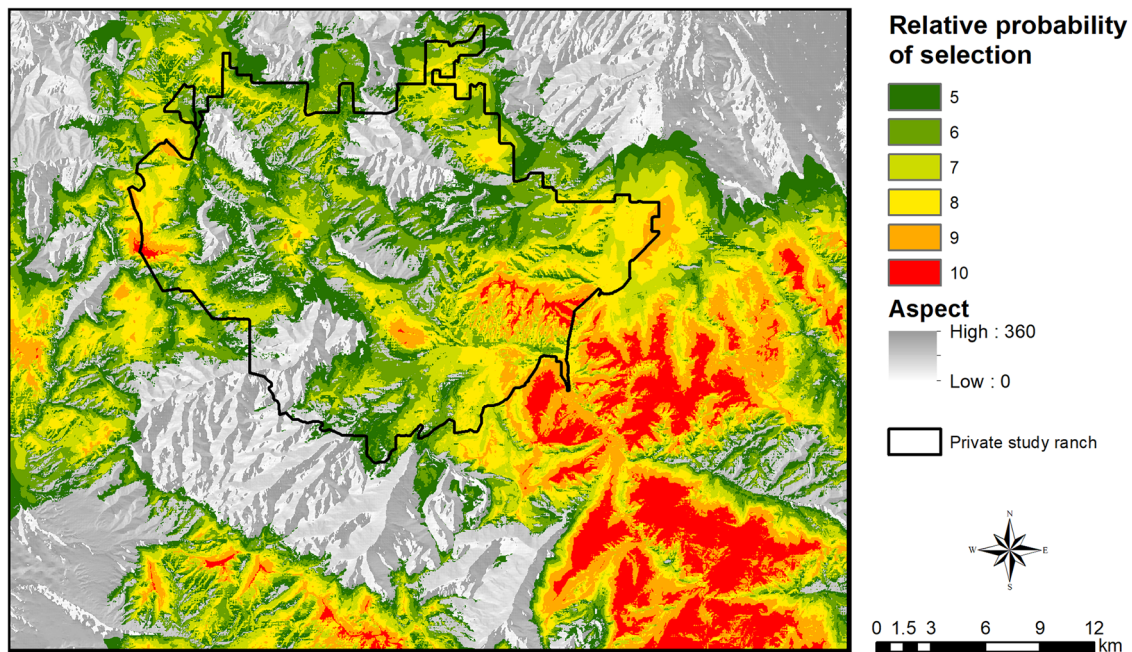 Relative probability
of selection
5
6
7
8
9
10
Aspect
High : 360
Low : 0
Private study ranch
N
W
E
S
0 1.5 3 6 9 12
km